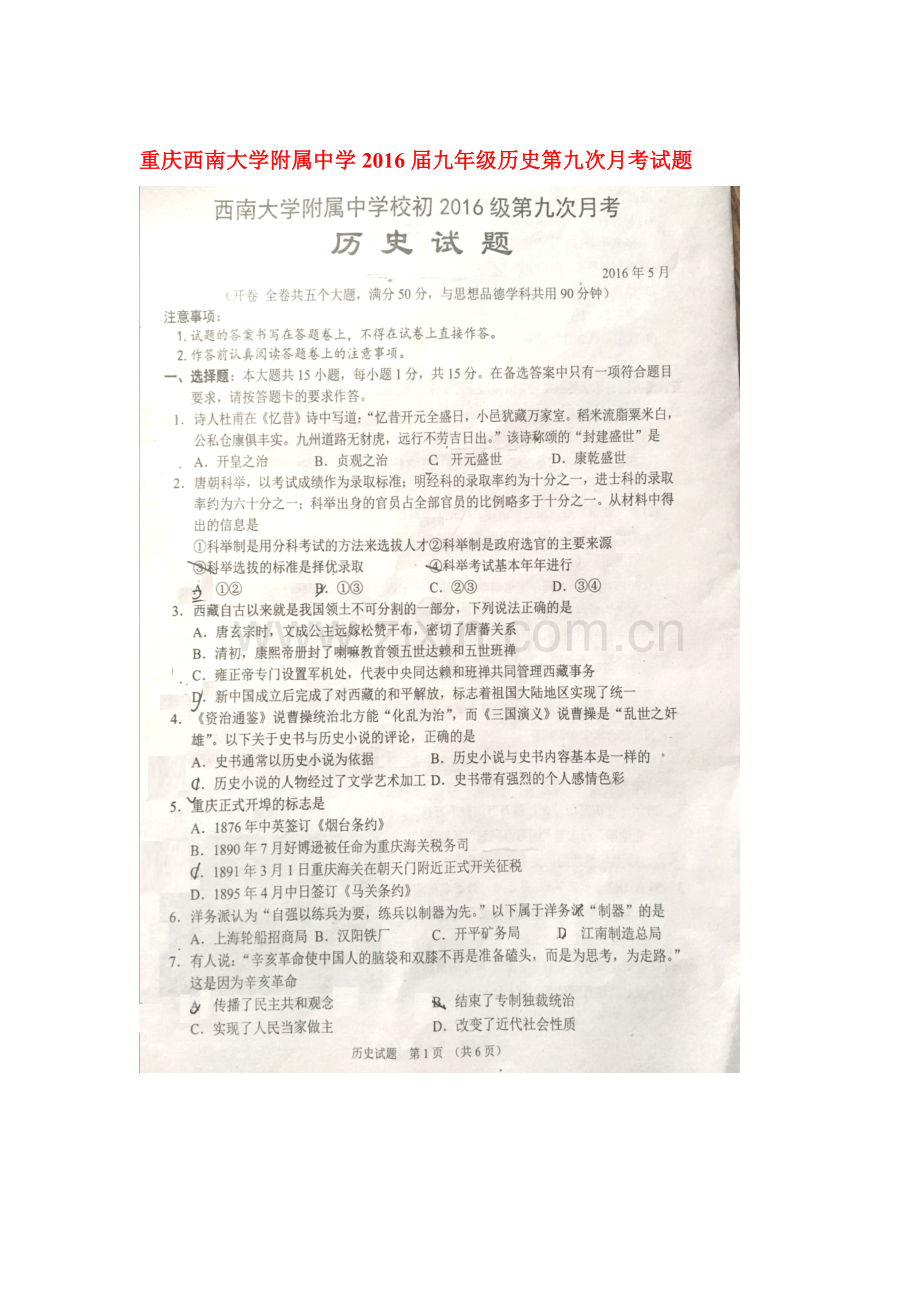 重庆西南大学附属中学 2016 届九年级历史第九次月考试题
西南大学附属中学校初 2016 级第九次月考
历 史 试 题
2016 年 5 月
（开卷 全卷共五个大题，满分 50 分，与思想品德学科共用 90 分钟）
注意事项：
1. 试题的答案书写在答题卷上，不得在试卷上直接作答。
2. 作答前认真阅读答题卷上的注意事项。
一、选择题：本大题共 15 小题，每小题 1 分，共 15 分。在备选答案中只有一项符合题目
要求，请按答题卡的要求作答。
1．诗人杜甫在《忆昔》诗中写道：“忆昔开元全盛日，小邑犹藏万家室。稻米流脂粟米白，
公私仓廪俱丰实。九州道路无豺虎，远行不劳吉日出。”该诗称颂的“封建盛世”是
A．开皇之治 B．贞观之治 C．开元盛世 D．康乾盛世
2．唐朝科举，以考试成绩作为录取标准；明经科的录取率约为十分之一，进士科的录取
率约为六十分之一；科举出身的官员占全部官员的比例略多于十分之一。从材料中得
出的信息是
①科举制是用分科考试的方法来选拔人才②科举制是政府选官的主要来源
③科举选拔的标准是择优录取 ④科举考试基本年年进行
A ①② B．①③ C．②③ D．③④
3．西藏自古以来就是我国领土不可分割的一部分，下列说法正确的是
A．唐玄宗时，文成公主远嫁松赞干布，密切了唐蕃关系
B．清初，康熙帝册封了喇嘛教首领五世达赖和五世班禅
C．雍正帝专门设置军机处，代表中央同达赖和班禅共同管理西藏事务
D．新中国成立后完成了对西藏的和平解放，标志着祖国大陆地区实现了统一
www.zixin.com.cn
4．《资治通鉴》说曹操统治北方能“化乱为治”，而《三国演义》说曹操是“乱世之奸
雄”。以下关于史书与历史小说的评论，正确的是
A．史书通常以历史小说为依据 B．历史小说与史书内容基本是一样的
C．历史小说的人物经过了文学艺术加工 D．史书带有强烈的个人感情色彩
5．重庆正式开埠的标志是
A．1876 年中英签订《烟台条约》
B．1890 年 7 月好博逊被任命为重庆海关税务司
C．1891 年 3 月 1 日重庆海关在朝天门附近正式开关征税
D．1895 年 4 月中日签订《马关条约》
6．洋务派认为“自强以练兵为要，练兵以制器为先。”以下属于洋务派“制器”的是
A．上海轮船招商局 B．汉阳铁厂 C．开平矿务局 D 江南制造总局
7．有人说：“辛亥革命使中国人的脑袋和双膝不再是准备磕头，而是为思考，为走路。”
这是因为辛亥革命
A 传播了民主共和观念 B．结束了专制独裁统治
C．实现了人民当家做主 D．改变了近代社会性质
历史试题 第 1 页 （共 6 页）